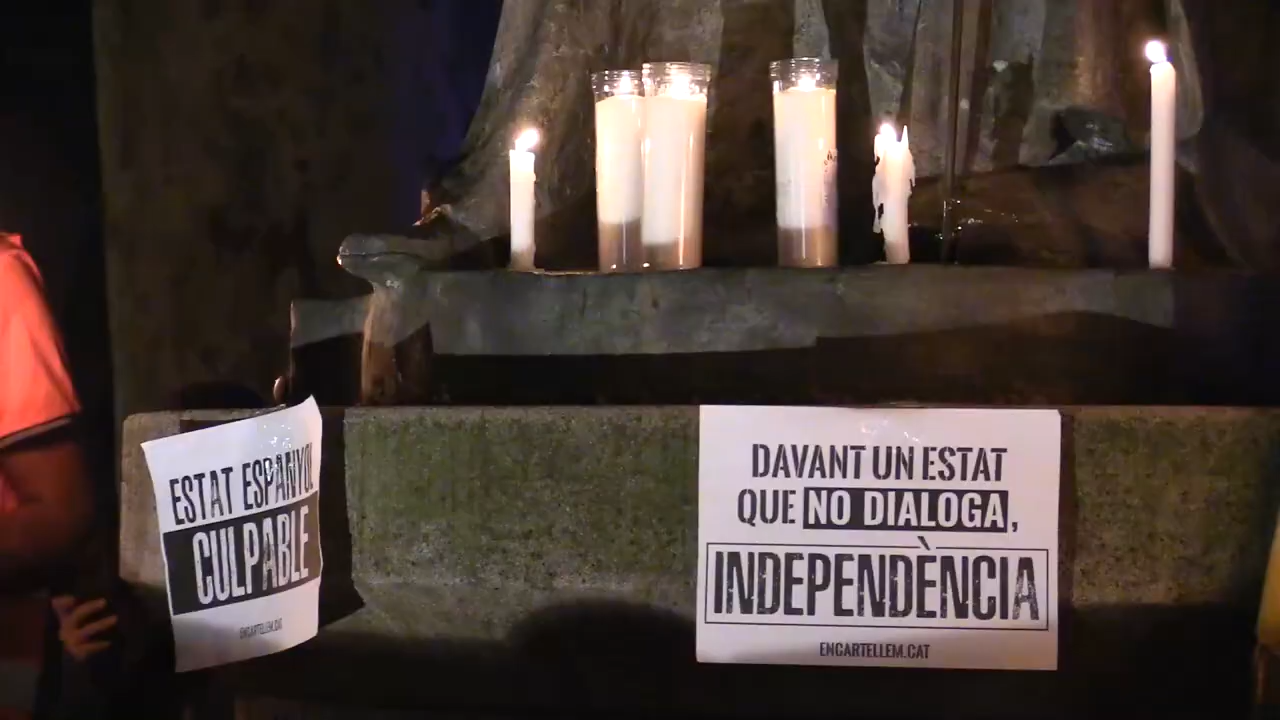 ESTAT ESPANYOL
CULPABLE
ENCARTELLEM.CAT
DAVANT UN ESTAT
QUE NO DIALOGA,
INDEPENDÈNCIA
ENCARTELLEM.CAT